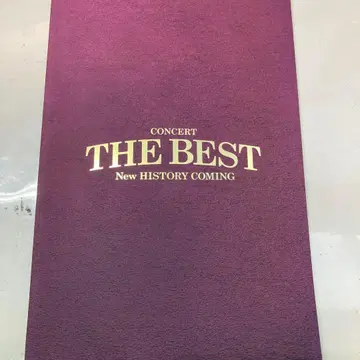 CONCERT
THE BEST
New HISTORY COMING